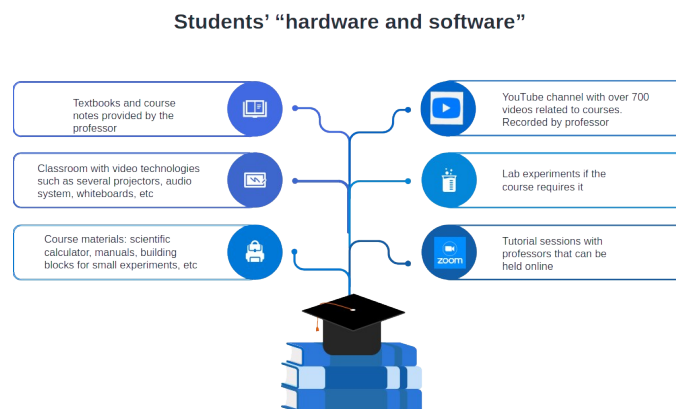 Students’ “hardware and software”
Textbooks and course
notes provided by the
professor
Classroom with video technologies
such as several projectors, audio
system, whiteboards, etc
Course materials: scientific
calculator, manuals, building
blocks for small experiments, etc
YouTube channel with over 700
videos related to courses.
Recorded by professor
Lab experiments if the
course requires it
zoom
Tutorial sessions with
professors that can be
held online